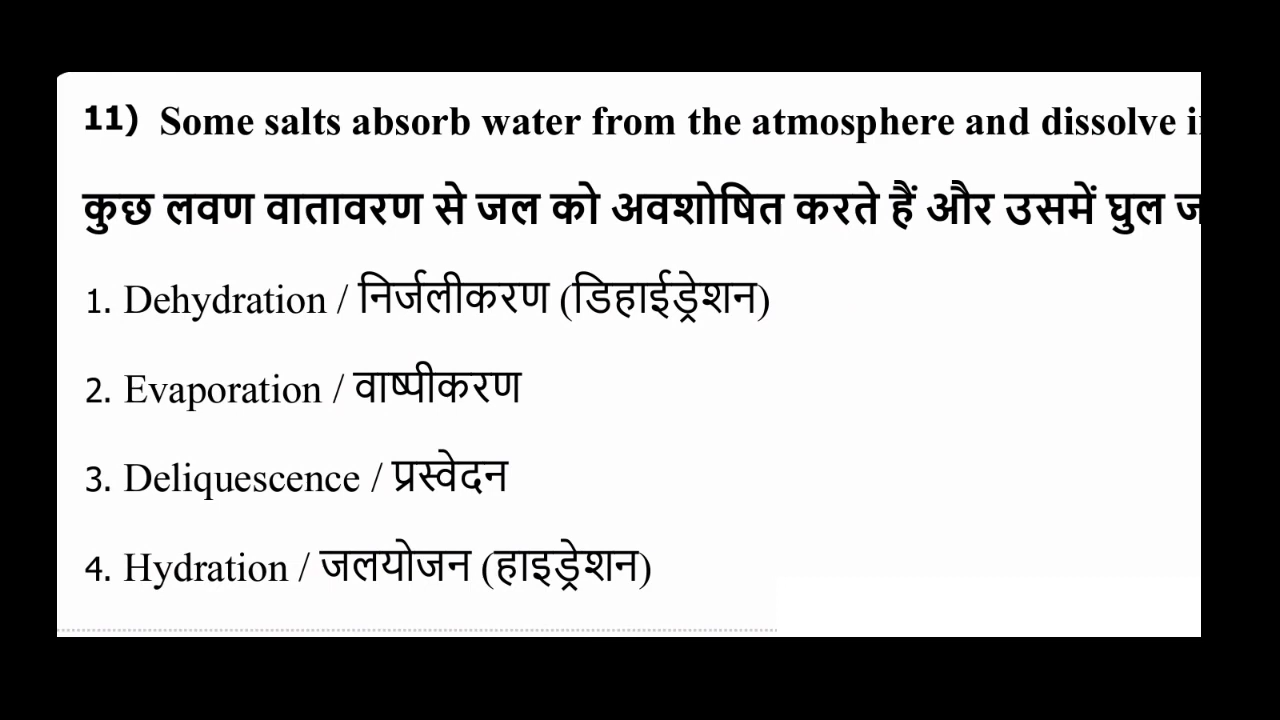 11) Some salts absorb water from the atmosphere and dissolve
कुछ लवण वातावरण से जल को अवशोषित करते हैं और उसमें घुल
1. Dehydration / निर्जलीकरण (डिहाईड्रेशन)
2. Evaporation / वाष्पीकरण
3. Deliquescence / प्रस्वेदन
4. Hydration / जलयोजन (हाइड्रेशन)